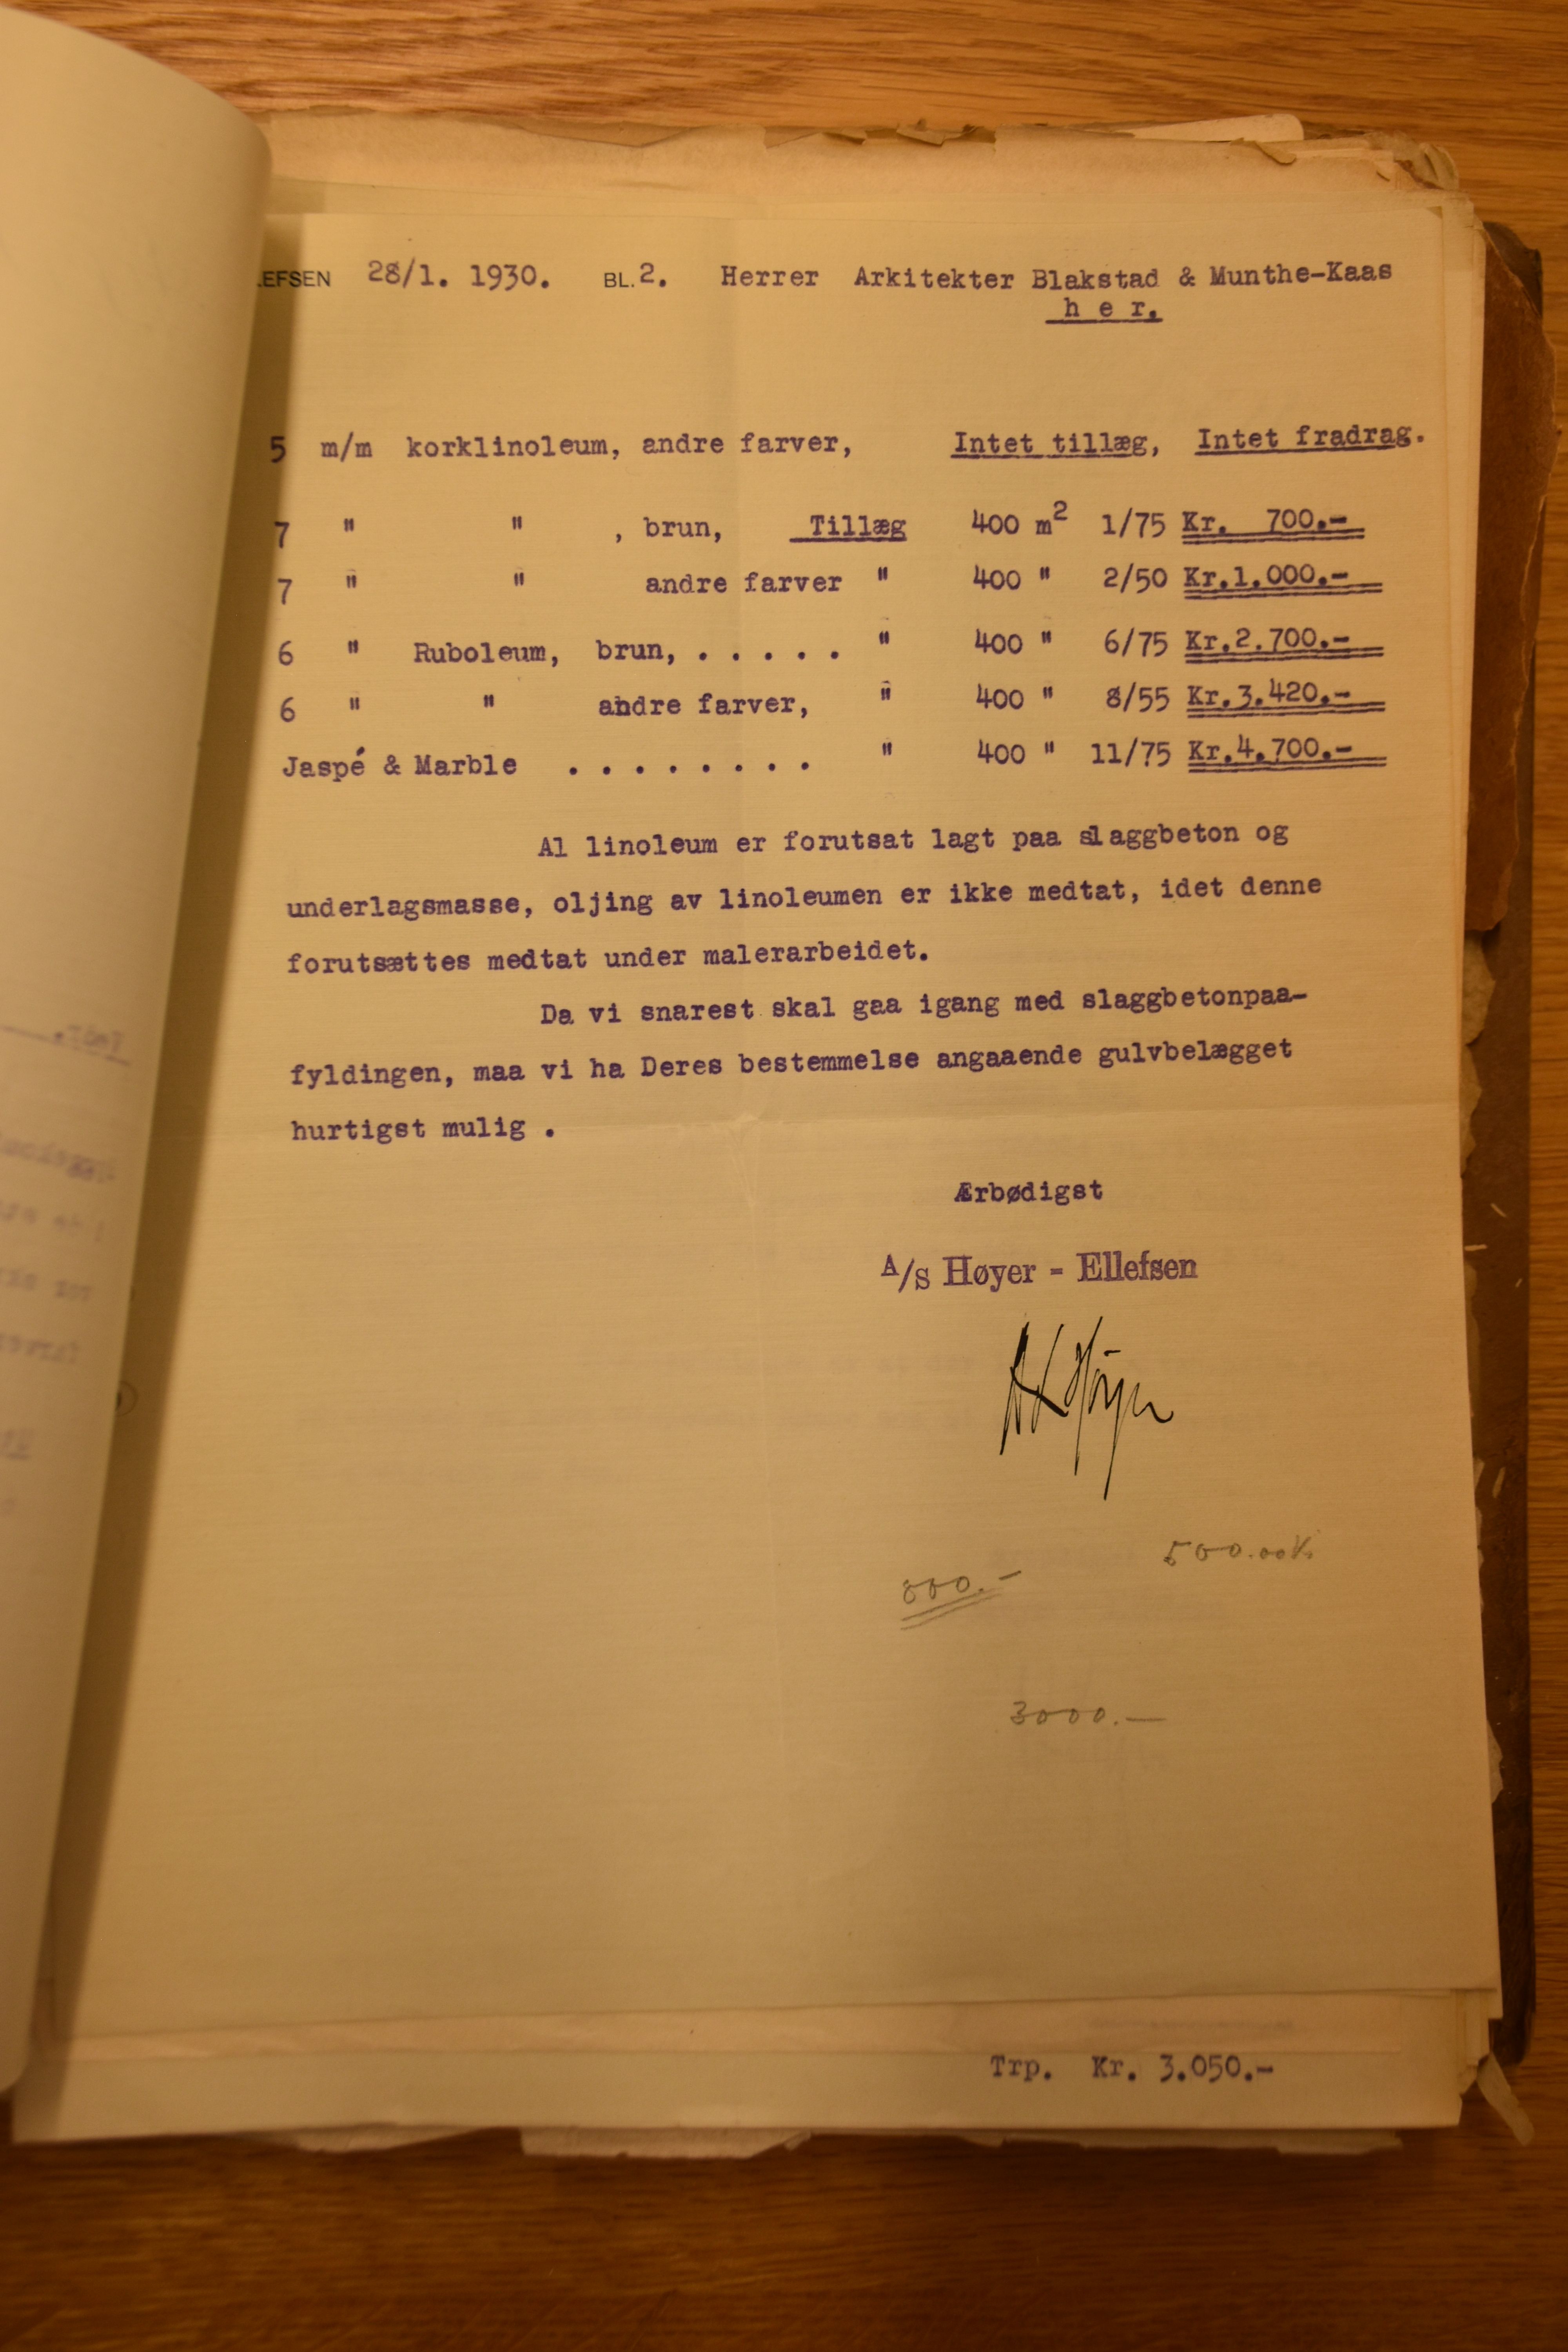 LEFSEN 28/1. 1930. BL. 2. Herrer Arkitekter Blakstad & Munthe-Kaas
h e r.
5 m/m korklinoleum, andre farver, Intet tillæg, Intet fradrag.
7 " " , brun, Tillæg 400 m² 1/75 Kr. 700.-
7 " " andre farver " 400 " 2/50 Kr.1.000.-
6 " Ruboleum, brun, . . . . . " 400 " 6/75 Kr.2.700.-
6 " " andre farver, " 400 " 8/55 Kr.3.420.-
Jaspé & Marble . . . . . . . . " 400 " 11/75 Kr.4.700.-
Al linoleum er forutsat lagt paa slaggbeton og
underlagsmasse, oljing av linoleumen er ikke medtat, idet denne
forutsættes medtat under malerarbeidet.
Da vi snarest skal gaa igang med slaggbetonpaa-
fyldingen, maa vi ha Deres bestemmelse angaaende gulvbelægget
hurtigst mulig .
Ærbødigst
A/s Høyer - Ellefsen
500.00
000.-
3000.-
Trp. Kr. 3.050.-